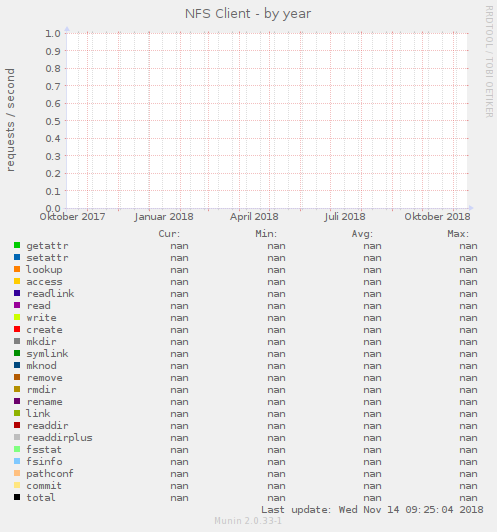 NFS Client - by year
RRDTOOL / TOBI OETIKER
requests / second
1.0
0.9
0.8
0.7
0.6
0.5
0.4
0.3
0.2
0.1
0.0
Oktober 2017 Januar 2018 April 2018 Juli 2018 Oktober 2018
Cur: Min: Avg: Max:
getattr nan nan nan nan
setattr nan nan nan nan
lookup nan nan nan nan
access nan nan nan nan
readlink nan nan nan nan
read nan nan nan nan
write nan nan nan nan
create nan nan nan nan
mkdir nan nan nan nan
symlink nan nan nan nan
mknod nan nan nan nan
remove nan nan nan nan
rmdir nan nan nan nan
rename nan nan nan nan
link nan nan nan nan
readdir nan nan nan nan
readdirplus nan nan nan nan
fsstat nan nan nan nan
fsinfo nan nan nan nan
pathconf nan nan nan nan
commit nan nan nan nan
total nan nan nan nan
Last update: Wed Nov 14 09:25:04 2018
Munin 2.0.33-1